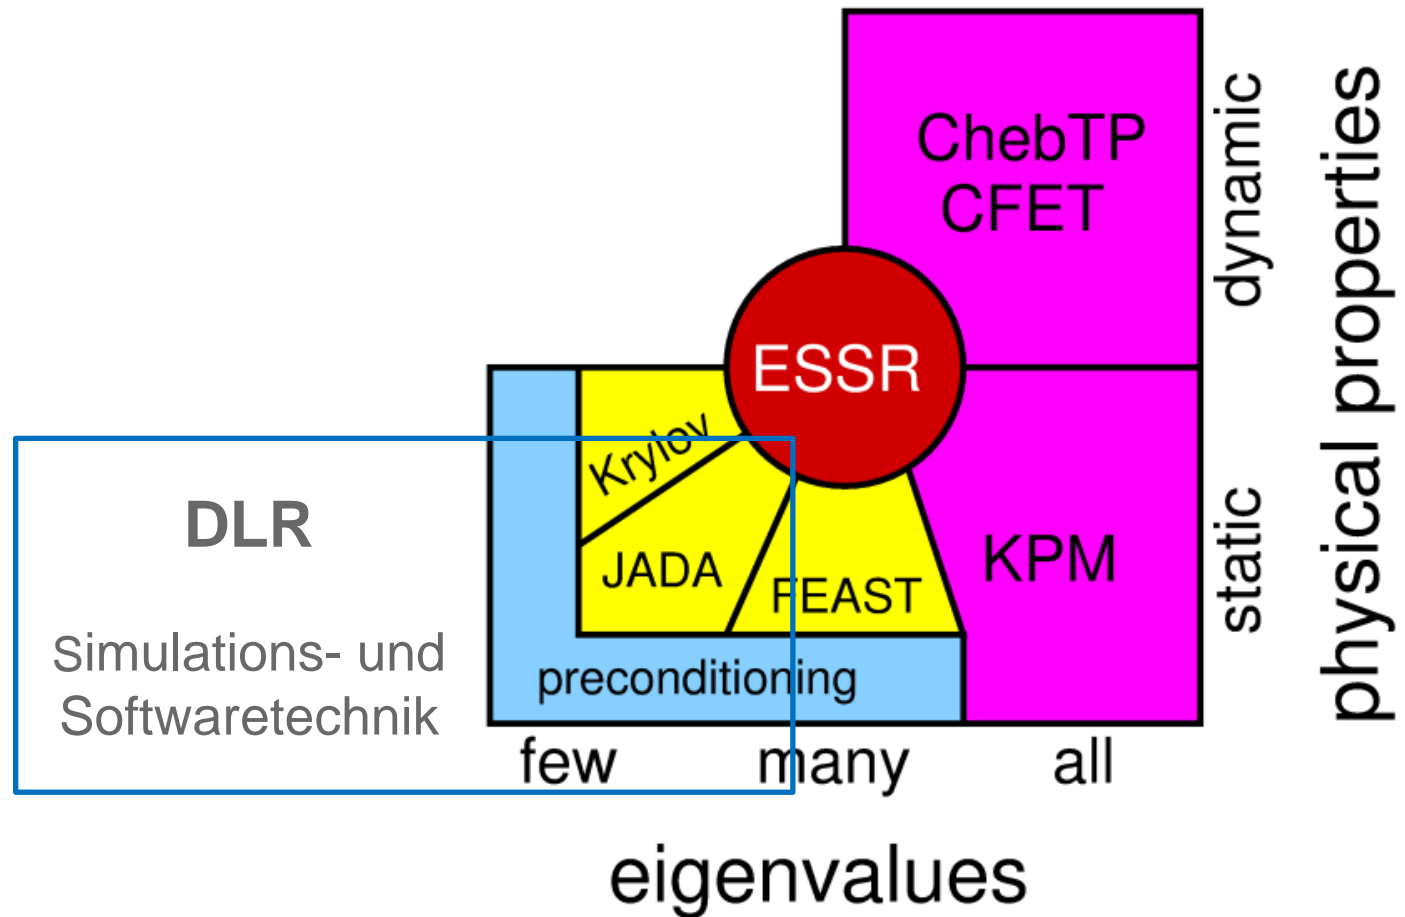 ChebTP
CFET
dynamic
physical properties
ESSR
Krylov
DLR
JADA
FEAST
KPM
static
Simulations- und
Softwaretechnik
preconditioning
few
many
all
eigenvalues